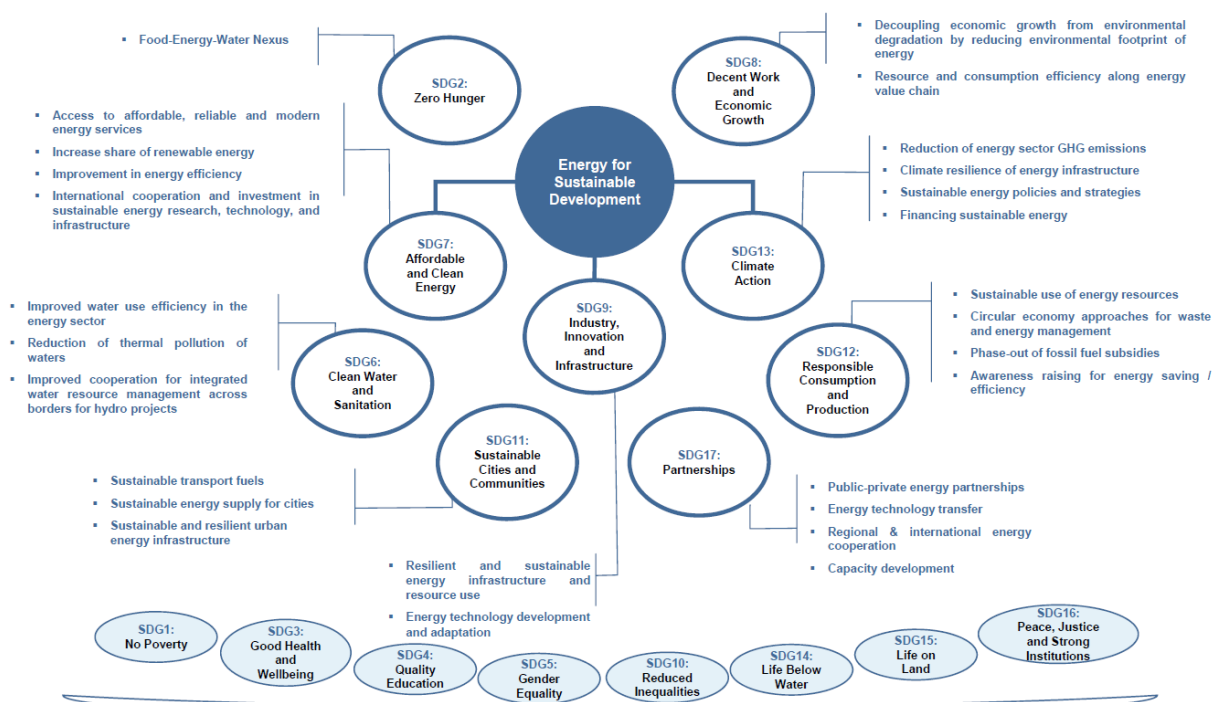 Food-Energy-Water Nexus
SDG2:
Zero Hunger
SDG8:
Decent Work
and
Economic
Growth
Decoupling economic growth from environmental
degradation by reducing environmental footprint of
energy
Resource and consumption efficiency along energy
value chain
Access to affordable, reliable and modern
energy services
Increase share of renewable energy
Improvement in energy efficiency
International cooperation and investment in
sustainable energy research, technology, and
infrastructure
Energy for
Sustainable
Development
Reduction of energy sector GHG emissions
Climate resilience of energy infrastructure
Sustainable energy policies and strategies
Financing sustainable energy
SDG7:
Affordable
and Clean
Energy
SDG13:
Climate
Action
SDG9:
Industry,
Innovation
and
Infrastructure
Improved water use efficiency in the
energy sector
Reduction of thermal pollution of
waters
Improved cooperation for integrated
water resource management across
borders for hydro projects
SDG6:
Clean Water
and
Sanitation
SDG12:
Responsible
Consumption
and
Production
Sustainable use of energy resources
Circular economy approaches for waste
and energy management
Phase-out of fossil fuel subsidies
Awareness raising for energy saving /
efficiency
SDG11:
Sustainable
Cities and
Communities
SDG17:
Partnerships
Sustainable transport fuels
Sustainable energy supply for cities
Sustainable and resilient urban
energy infrastructure
Public-private energy partnerships
Energy technology transfer
Regional & international energy
cooperation
Capacity development
Resilient and sustainable
energy infrastructure and
resource use
Energy technology development
and adaptation
SDG1:
No Poverty
SDG3:
Good Health
and
Wellbeing
SDG4:
Quality
Education
SDG5:
Gender
Equality
SDG10:
Reduced
Inequalities
SDG14:
Life Below
Water
SDG15:
Life on
Land
SDG16:
Peace, Justice
and Strong
Institutions